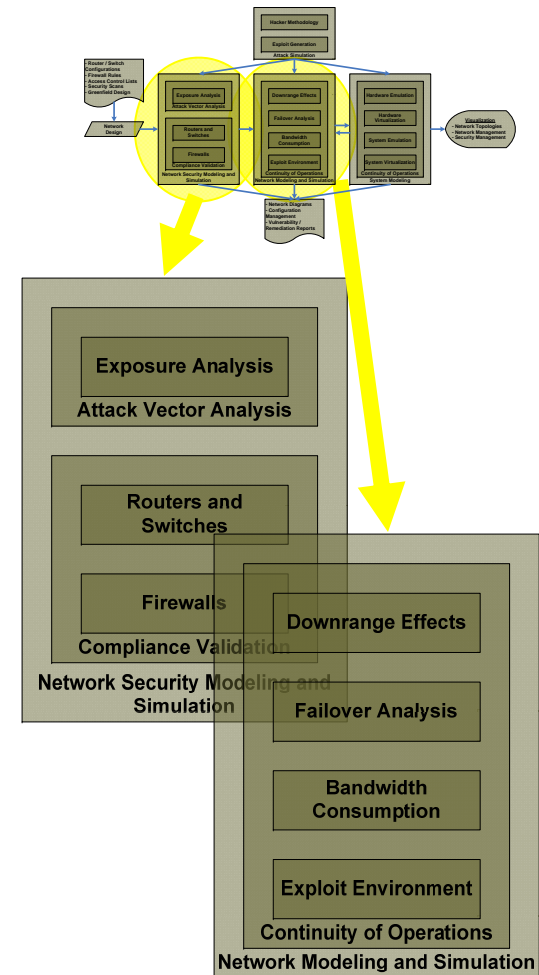 Hacker Methodology
Exploit Generation
Attack Simulation
- Router / Switch
Configurations
- Firewall Rules
- Access Control Lists
- Security Scans
- Greenfield Design
Network
Design
Exposure Analysis
Attack Vector Analysis
Routers and
Switches
Firewalls
Compliance Validation
Network Security Modeling and
Simulation
Downrange Effects
Failover Analysis
Bandwidth
Consumption
Exploit Environment
Continuity of Operations
Network Modeling and Simulation
Hardware Emulation
Hardware
Virtualization
System Emulation
System Virtualization
Continuity of Operations
System Modeling
Visualization
- Network Topologies
- Network Management
- Security Management
- Network Diagrams
- Configuration
Management
- Vulnerability /
Remediation Reports
Exposure Analysis
Attack Vector Analysis
Routers and
Switches
Firewalls
Compliance Validation
Network Security Modeling and
Simulation
Downrange Effects
Failover Analysis
Bandwidth
Consumption
Exploit Environment
Continuity of Operations
Network Modeling and Simulation